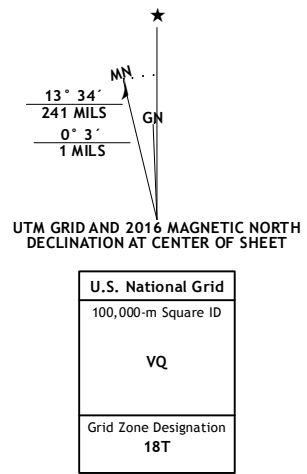 ★
MN
13° 34´
241 MILS
GN
0° 3´
1 MILS
UTM GRID AND 2016 MAGNETIC NORTH
DECLINATION AT CENTER OF SHEET
U.S. National Grid
100,000-m Square ID
VQ
Grid Zone Designation
18T